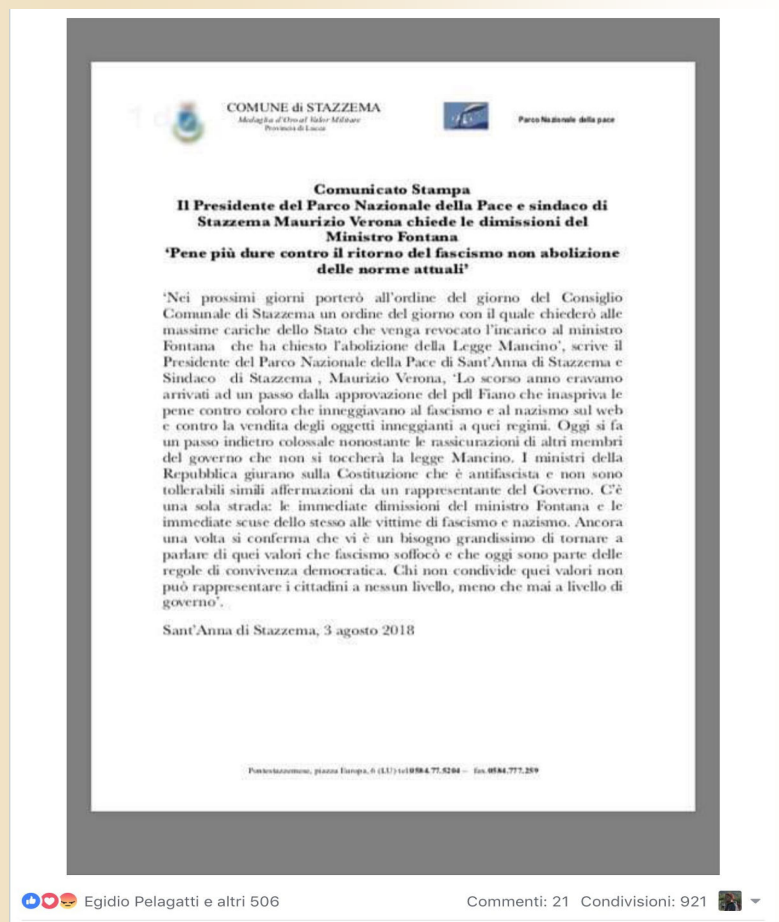 COMUNE di STAZZEMA
Medaglia d'Oro al Valor Militare
Provincia di Lucca
Parco Nazionale della pace
Comunicato Stampa
Il Presidente del Parco Nazionale della Pace e sindaco di
Stazzema Maurizio Verona chiede le dimissioni del
Ministro Fontana
'Pene più dure contro il ritorno del fascismo non abolizione
delle norme attuali'
'Nei prossimi giorni porterò all'ordine del giorno del Consiglio
Comunale di Stazzema un ordine del giorno con il quale chiederò alle
massime cariche dello Stato che venga revocato l'incarico al ministro
Fontana che ha chiesto l'abolizione della Legge Mancino', scrive il
Presidente del Parco Nazionale della Pace di Sant'Anna di Stazzema e
Sindaco di Stazzema , Maurizio Verona, 'Lo scorso anno eravamo
arrivati ad un passo dalla approvazione del pdl Fiano che inaspriva le
pene contro coloro che inneggiavano al fascismo e al nazismo sul web
e contro la vendita degli oggetti inneggianti a quei regimi. Oggi si fa
un passo indietro colossale nonostante le rassicurazioni di altri membri
del governo che non si toccherà la legge Mancino. I ministri della
Repubblica giurano sulla Costituzione che è antifascista e non sono
tollerabili simili affermazioni da un rappresentante del Governo. C'è
una sola strada: le immediate dimissioni del ministro Fontana e le
immediate scuse dello stesso alle vittime di fascismo e nazismo. Ancora
una volta si conferma che vi è un bisogno grandissimo di tornare a
parlare di quei valori che fascismo soffocò e che oggi sono parte delle
regole di convivenza democratica. Chi non condivide quei valori non
può rappresentare i cittadini a nessun livello, meno che mai a livello di
governo'.
Sant'Anna di Stazzema, 3 agosto 2018
Pontestazzemese, piazza Europa, 6 (LU) tel 0584.77.5204 – fax 0584.777.259
Egidio Pelagatti e altri 506
Commenti: 21 Condivisioni: 921